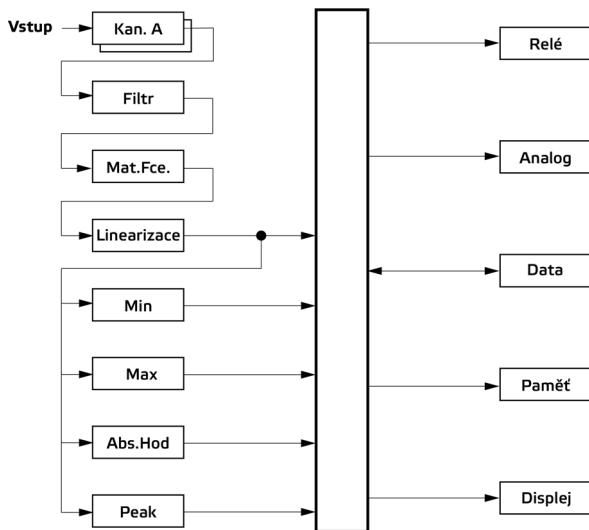 Vstup
Kan. A
Filtr
Mat.Fce.
Linearizace
Min
Max
Abs.Hod
Peak
Relé
Analog
Data
Paměť
Displej